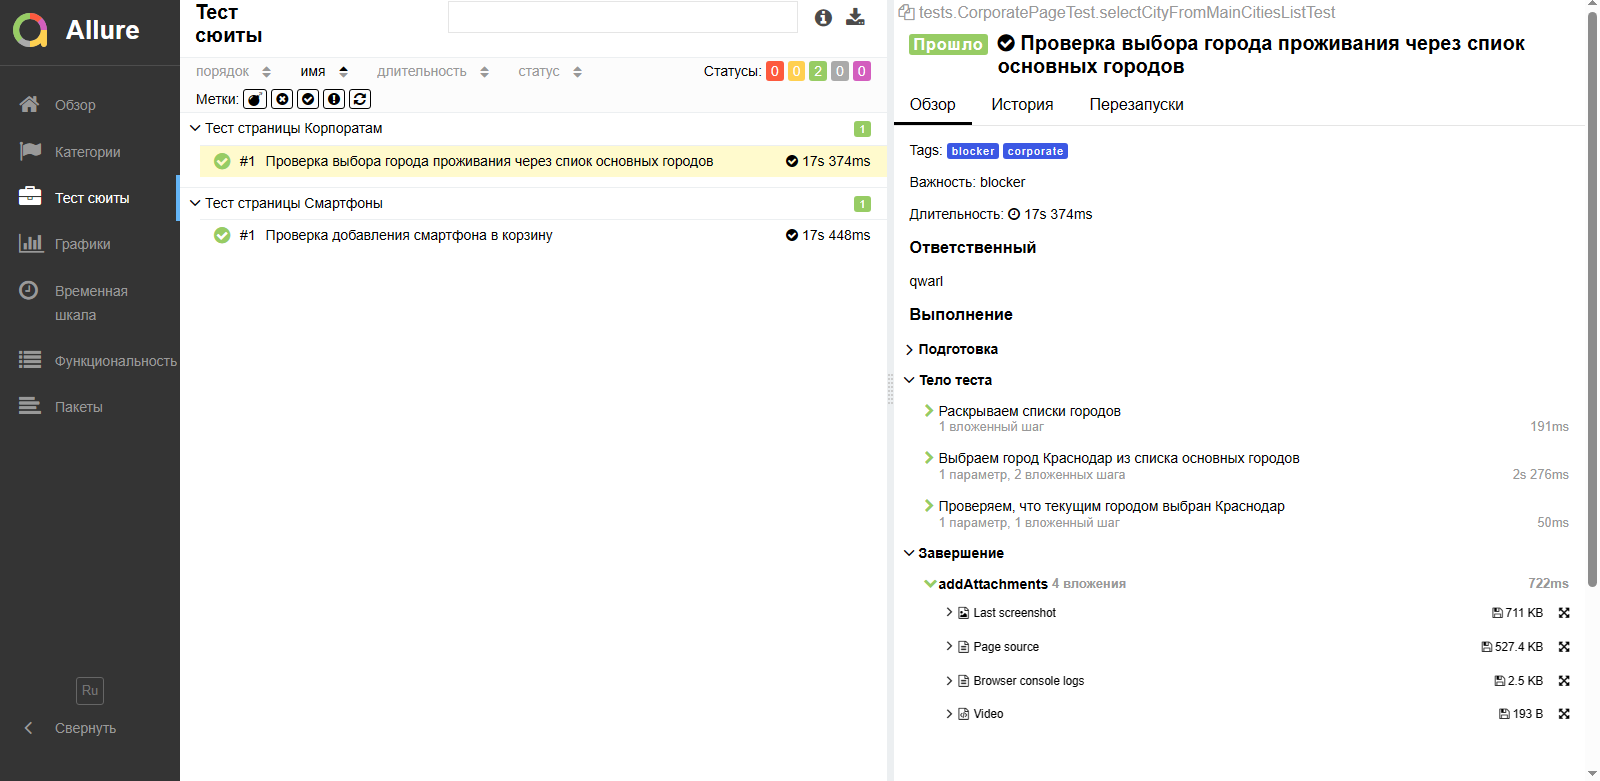 Allure
Обзор
Категории
Тест сюиты
Графики
Временная
шкала
Функциональность
Пакеты
Ru
Свернуть
Тест
сюиты
порядок имя длительность статус Статусы: 0 0 2 0 0
Метки:
Тест страницы Корпоратам 1
#1 Проверка выбора города проживания через спиок основных городов 17s 374ms
Тест страницы Смартфоны 1
#1 Проверка добавления смартфона в корзину 17s 448ms
tests.CorporatePageTest.selectCityFromMainCitiesListTest
Прошло Проверка выбора города проживания через спиок
основных городов
Обзор История Перезапуски
Tags: blocker corporate
Важность: blocker
Длительность: 17s 374ms
Ответственный
qwarl
Выполнение
Подготовка
Тело теста
Раскрываем списки городов
1 вложенный шаг 191ms
Выбраем город Краснодар из списка основных городов
1 параметр, 2 вложенных шага 2s 276ms
Проверяем, что текущим городом выбран Краснодар
1 параметр, 1 вложенный шаг 50ms
Завершение
addAttachments 4 вложения 722ms
Last screenshot 711 KB
Page source 527.4 KB
Browser console logs 2.5 KB
Video 193 B